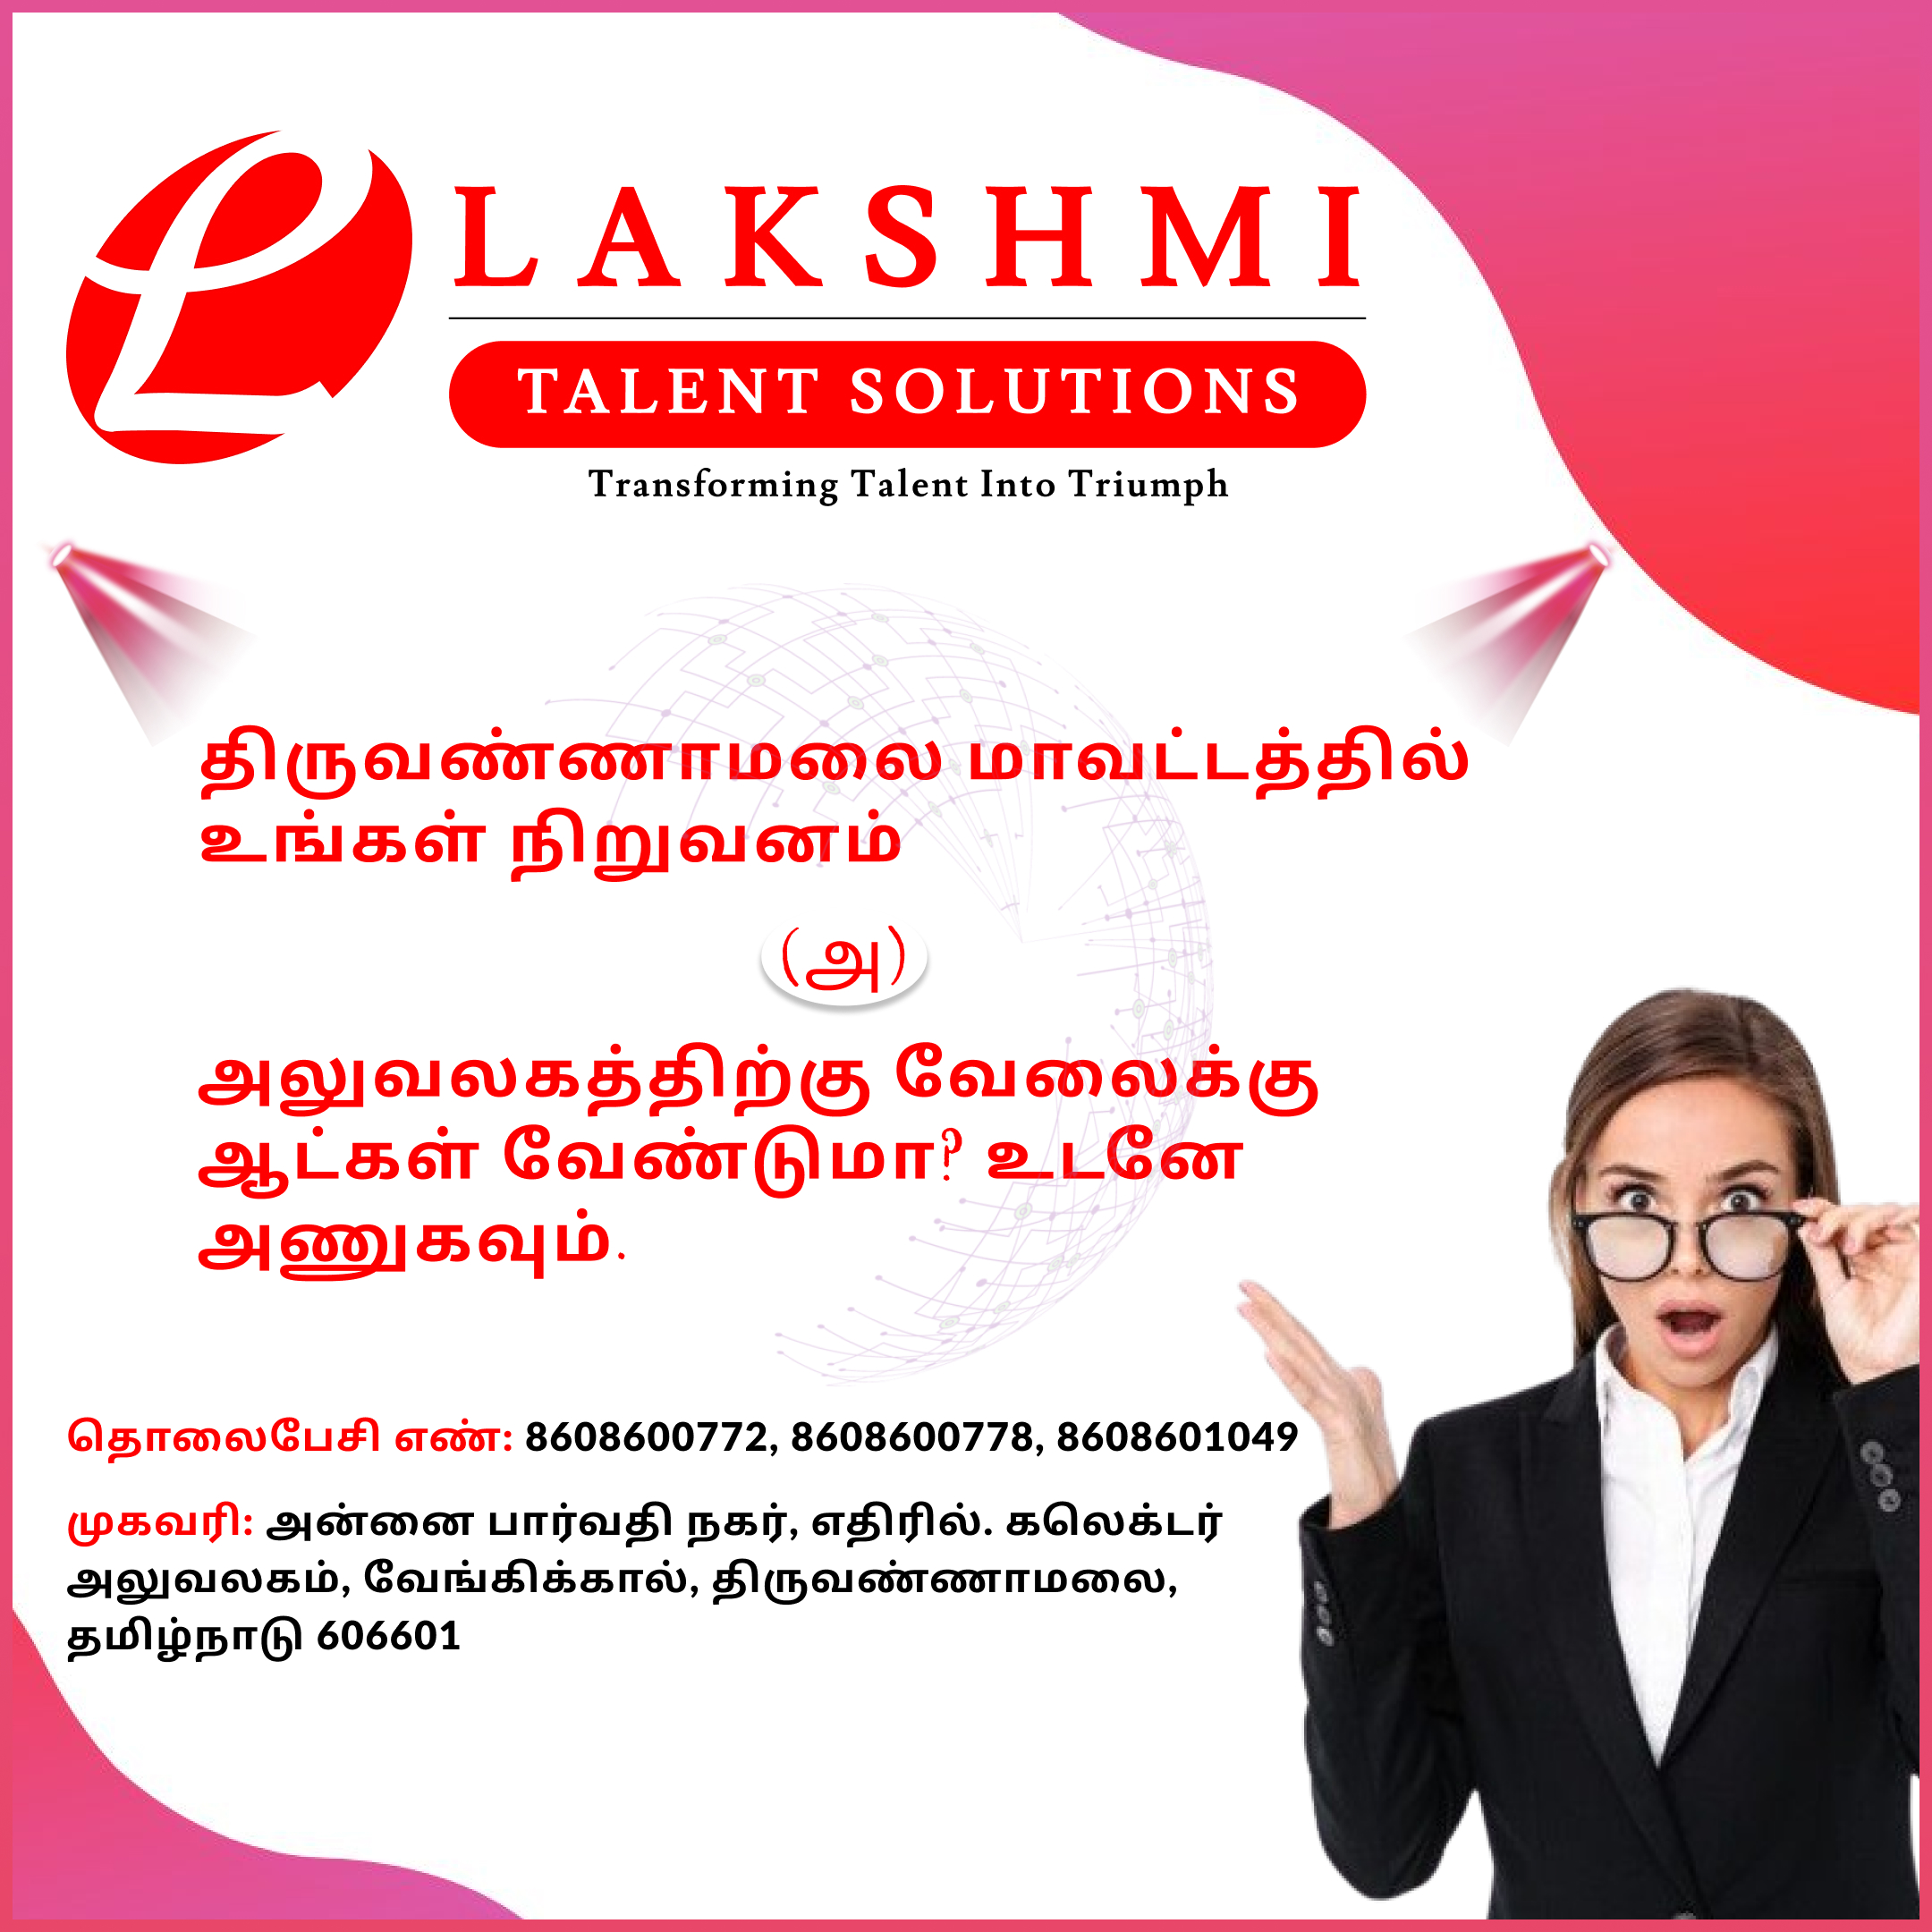 LAKSHMI
TALENT SOLUTIONS
Transforming Talent Into Triumph
திருவண்ணாமலை மாவட்டத்தில்
உங்கள் நிறுவனம்
(அ)
அலுவலகத்திற்கு வேலைக்கு
ஆட்கள் வேண்டுமா? உடனே
அணுகவும்.
தொலைபேசி எண்: 8608600772, 8608600778, 8608601049
முகவரி: அன்னை பார்வதி நகர், எதிரில். கலெக்டர்
அலுவலகம், வேங்கிக்கால், திருவண்ணாமலை,
தமிழ்நாடு 606601